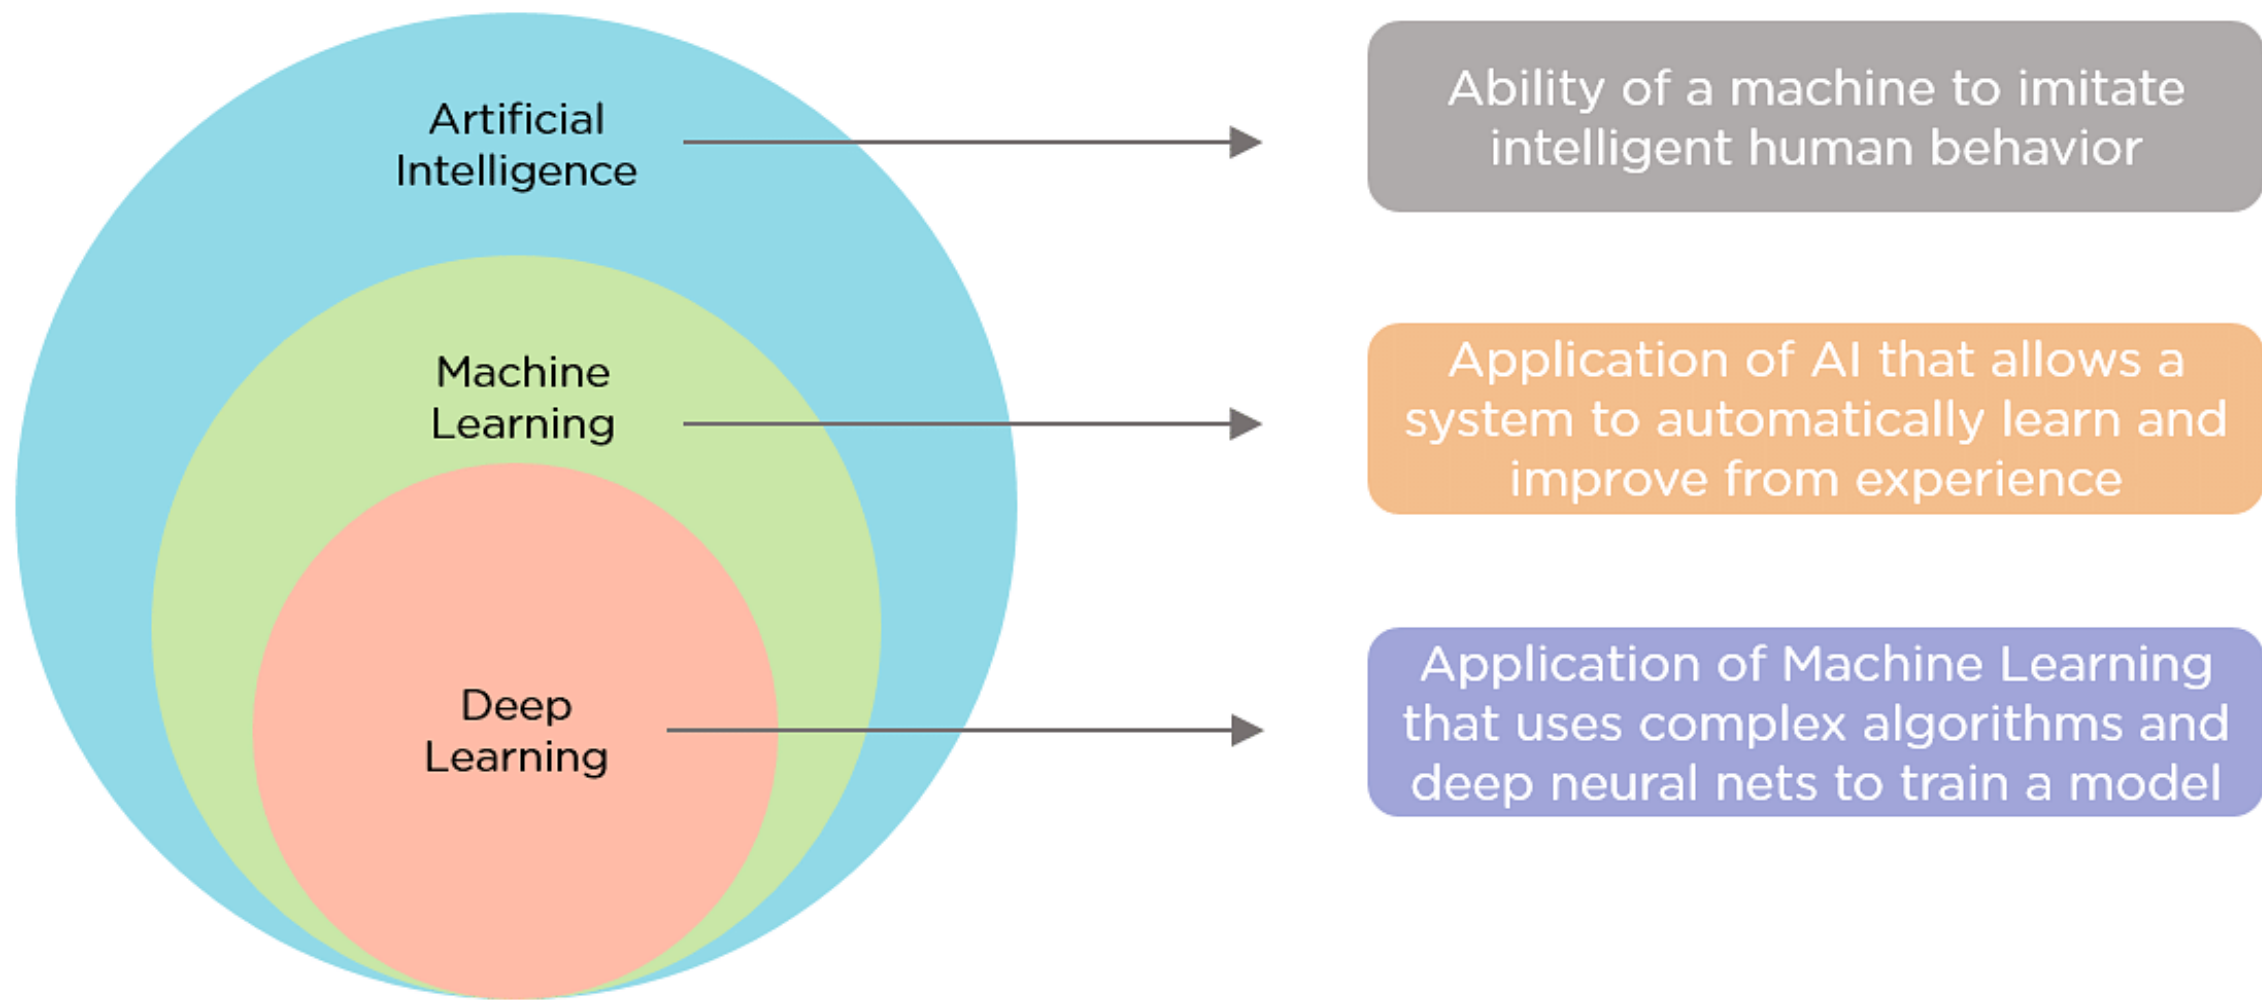 Artificial
Intelligence
Ability of a machine to imitate
intelligent human behavior
Machine
Learning
Application of AI that allows a
system to automatically learn and
improve from experience
Deep
Learning
Application of Machine Learning
that uses complex algorithms and
deep neural nets to train a model